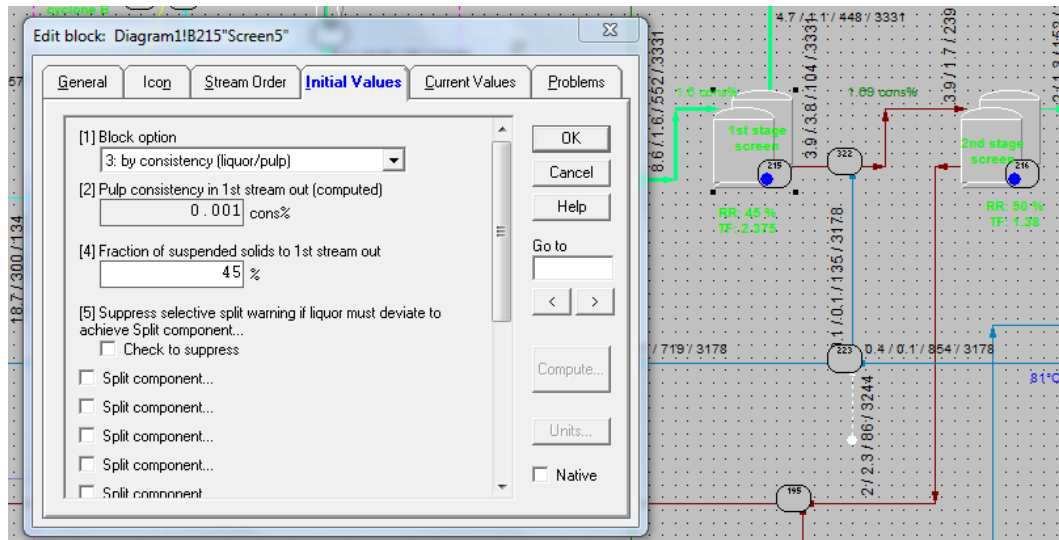 cyclone B
Edit block: Diagram1!B215"Screen5"
General
Icon
Stream Order
Initial Values
Current Values
Problems
[1] Block option
3: by consistency (liquor/pulp)
[2] Pulp consistency in 1st stream out (computed)
0.001 cons%
[4] Fraction of suspended solids to 1st stream out
45 %
[5] Suppress selective split warning if liquor must deviate to
achieve Split component...
Check to suppress
Split component...
Split component...
Split component...
Split component...
Split component
OK
Cancel
Help
Go to
<
>
Compute...
Units...
Native
57
18.7 / 300 / 134
4.7 / 1.1 / 448 / 3331
8.6 / 1.6 / 552 / 3331
1.6 cons%
3.9 / 3.8 / 104 / 3331
1.69 cons%
3.9 / 1.7 / 239
1st stage
screen
215
RR: 45 %
TF: 2.375
322
2nd stage
screen
216
RR: 50 %
TF: 1.38
/ 0.1 / 135 / 3178
/ 719 / 3178
223
0.4 / 0.1 / 854 / 3178
81°C
2 / 2.3 / 86 / 3244
195